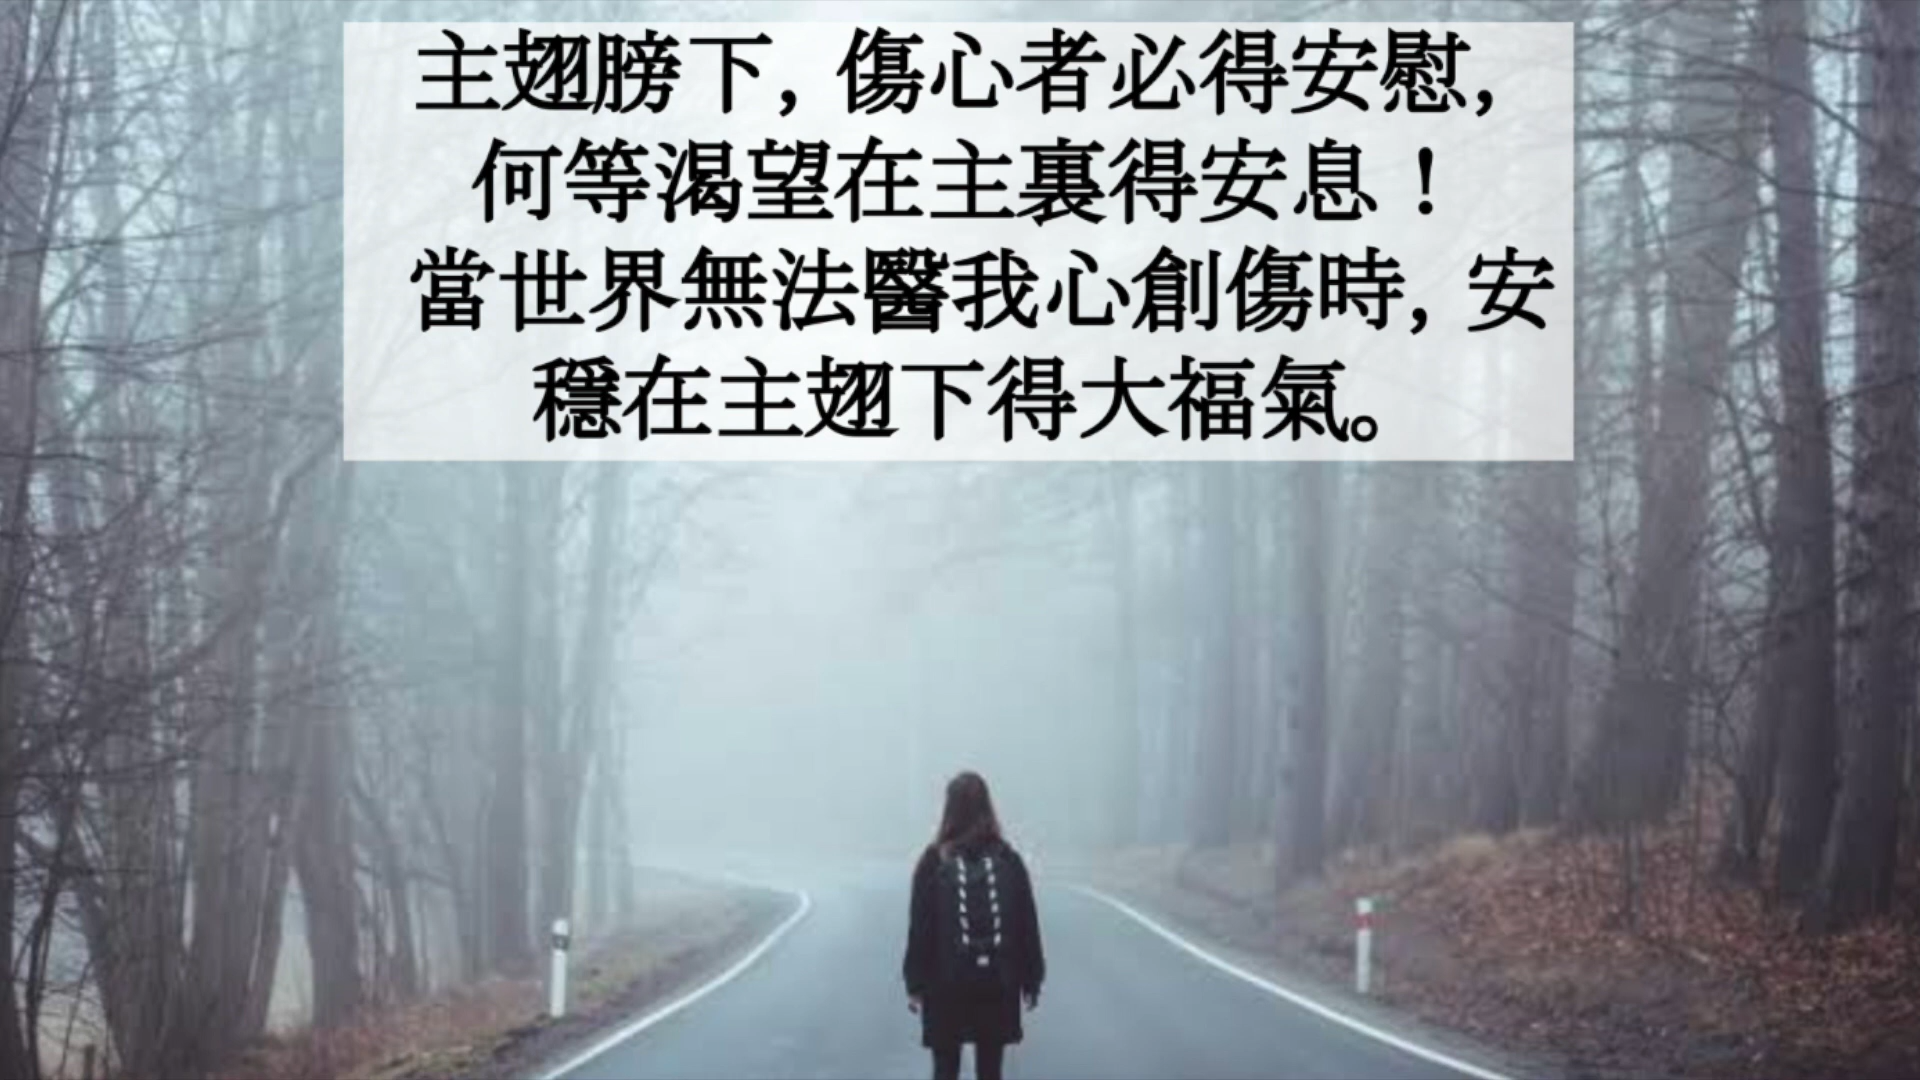 主翅膀下，傷心者必得安慰，
何等渴望在主裏得安息！
當世界無法醫我心創傷時，安
穩在主翅下得大福氣。